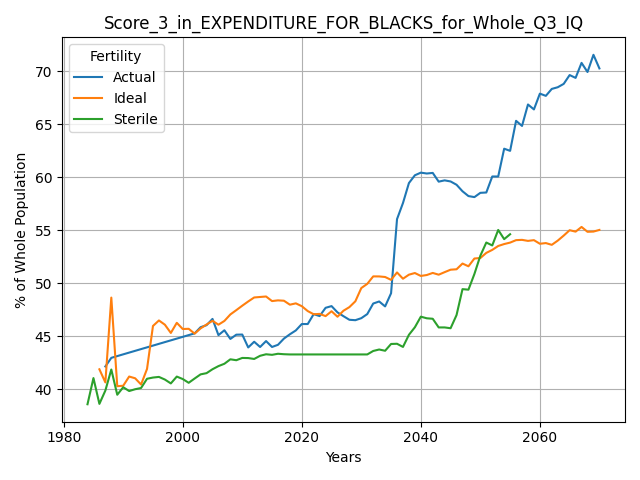 Score_3_in_EXPENDITURE_FOR_BLACKS_for_Whole_Q3_IQ
Fertility
Actual
Ideal
Sterile
% of Whole Population
70
65
60
55
50
45
40
1980
2000
2020
2040
2060
Years